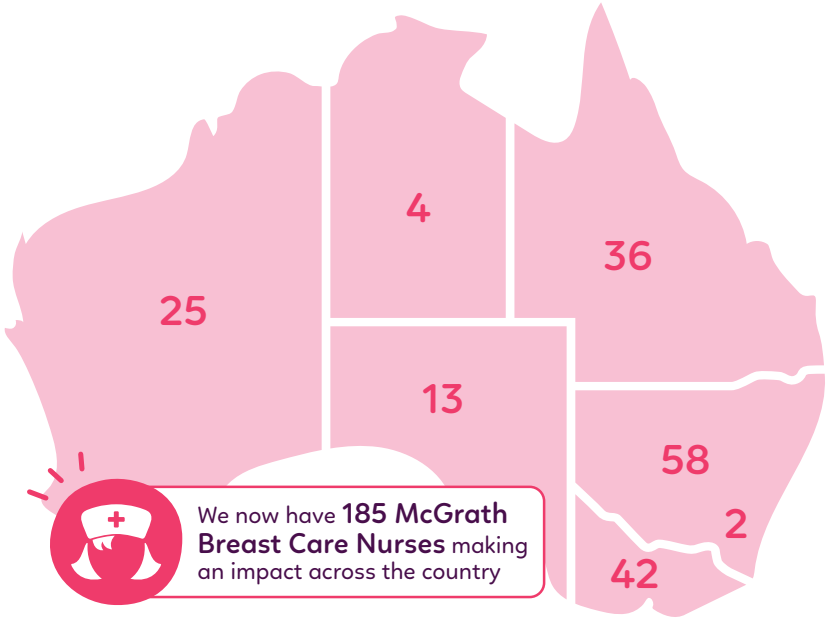 4
36
25
13
58
2
42
We now have 185 McGrath
Breast Care Nurses making
an impact across the country